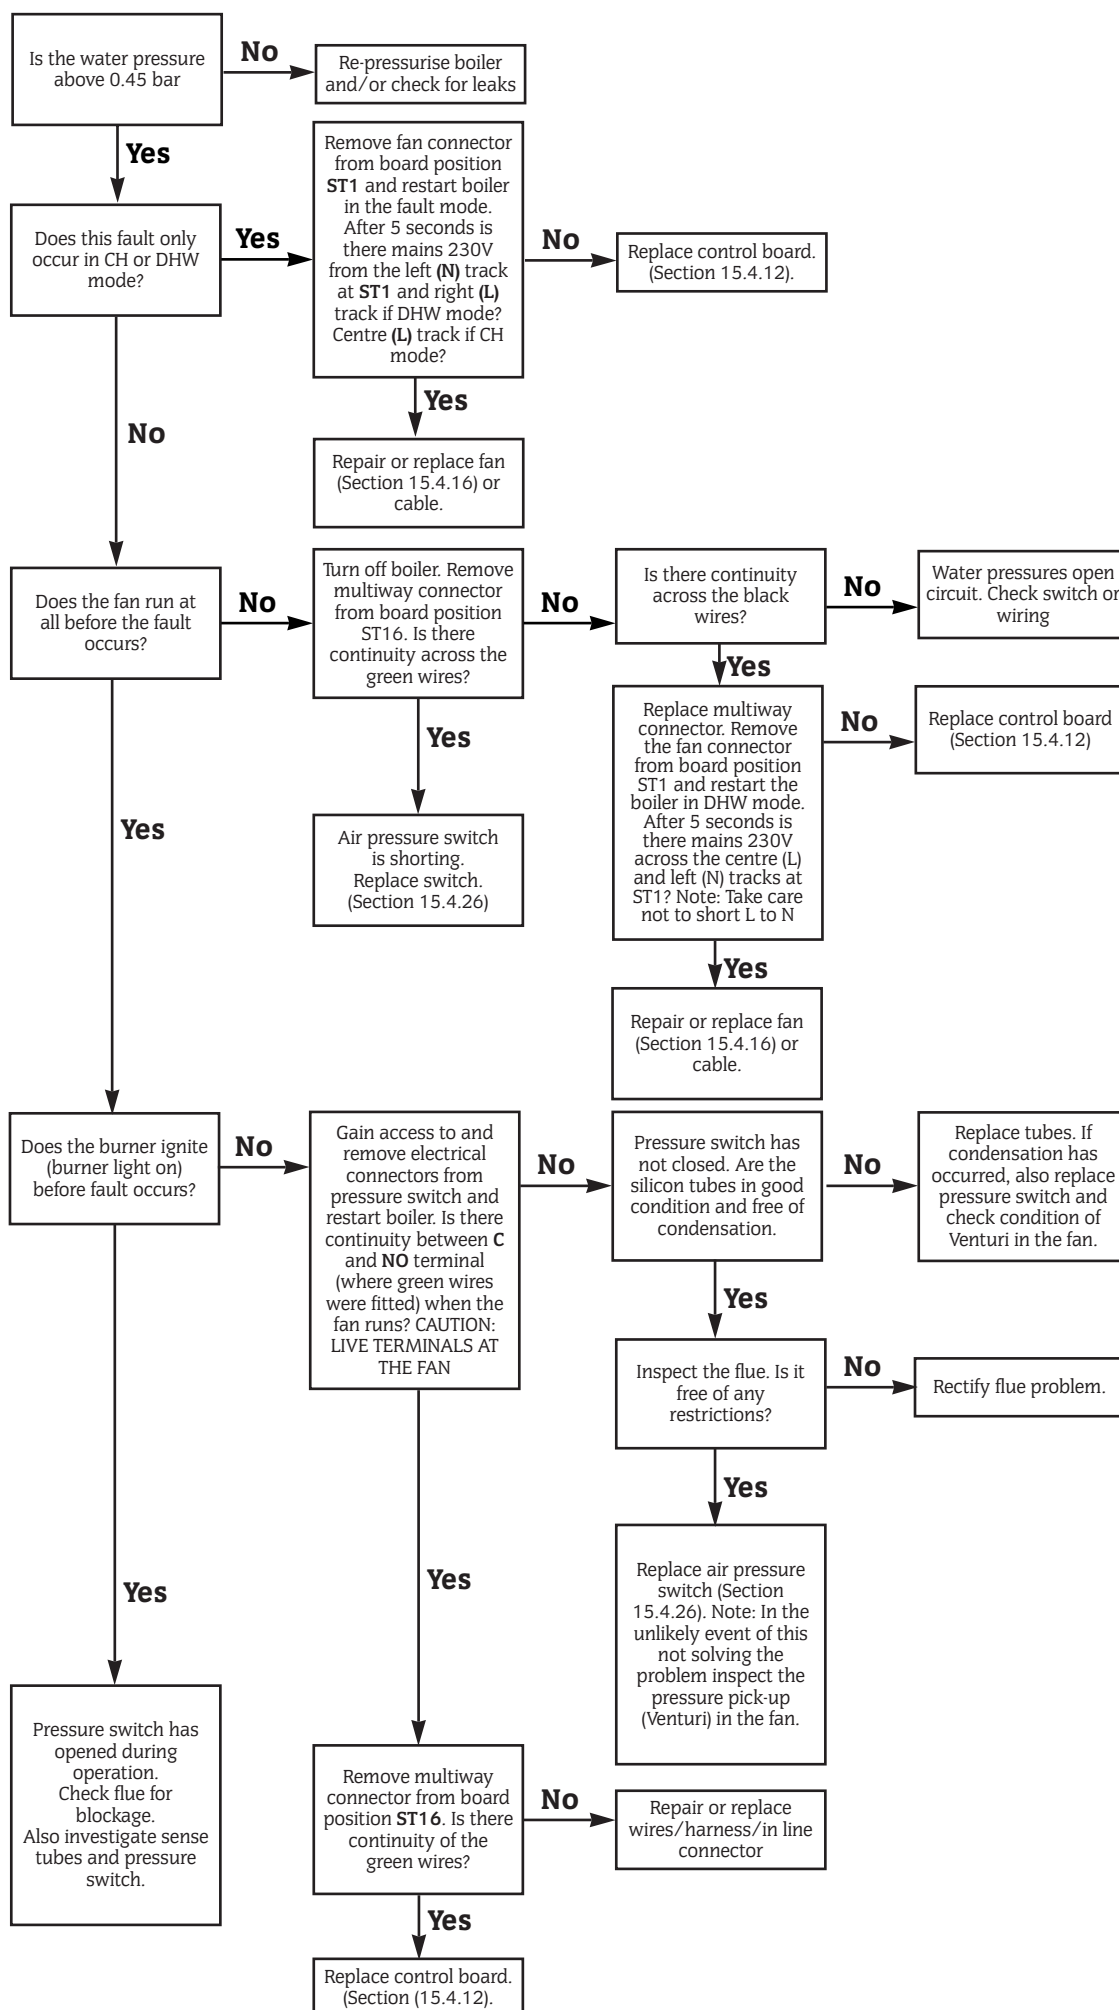 Is the water pressure
above 0.45 bar
No
Re-pressurise boiler
and/or check for leaks
Yes
Does this fault only
occur in CH or DHW
mode?
Yes
Remove fan connector
from board position
ST1 and restart boiler
in the fault mode.
After 5 seconds is
there mains 230V
from the left (N) track
at ST1 and right (L)
track if DHW mode?
Centre (L) track if CH
mode?
No
Replace control board.
(Section 15.4.12).
Yes
Repair or replace fan
(Section 15.4.16) or
cable.
No
Does the fan run at
all before the fault
occurs?
No
Turn off boiler. Remove
multiway connector
from board position
ST16. Is there
continuity across the
green wires?
No
Is there continuity
across the black
wires?
No
Water pressures open
circuit. Check switch or
wiring
Yes
Replace multiway
connector. Remove
the fan connector
from board position
ST1 and restart the
boiler in DHW mode.
After 5 seconds is
there mains 230V
across the centre (L)
and left (N) tracks at
ST1? Note: Take care
not to short L to N
No
Replace control board
(Section 15.4.12)
Yes
Repair or replace fan
(Section 15.4.16) or
cable.
Yes
Air pressure switch
is shorting.
Replace switch.
(Section 15.4.26)
Yes
Does the burner ignite
(burner light on)
before fault occurs?
No
Gain access to and
remove electrical
connectors from
pressure switch and
restart boiler. Is there
continuity between C
and NO terminal
(where green wires
were fitted) when the
fan runs? CAUTION:
LIVE TERMINALS AT
THE FAN
No
Pressure switch has
not closed. Are the
silicon tubes in good
condition and free of
condensation.
No
Replace tubes. If
condensation has
occurred, also replace
pressure switch and
check condition of
Venturi in the fan.
Yes
Inspect the flue. Is it
free of any
restrictions?
No
Rectify flue problem.
Yes
Replace air pressure
switch (Section
15.4.26). Note: In the
unlikely event of this
not solving the
problem inspect the
pressure pick-up
(Venturi) in the fan.
Yes
Remove multiway
connector from board
position ST16. Is there
continuity of the
green wires?
No
Repair or replace
wires/harness/in line
connector
Yes
Replace control board.
(Section (15.4.12).
Yes
Pressure switch has
opened during
operation.
Check flue for
blockage.
Also investigate sense
tubes and pressure
switch.